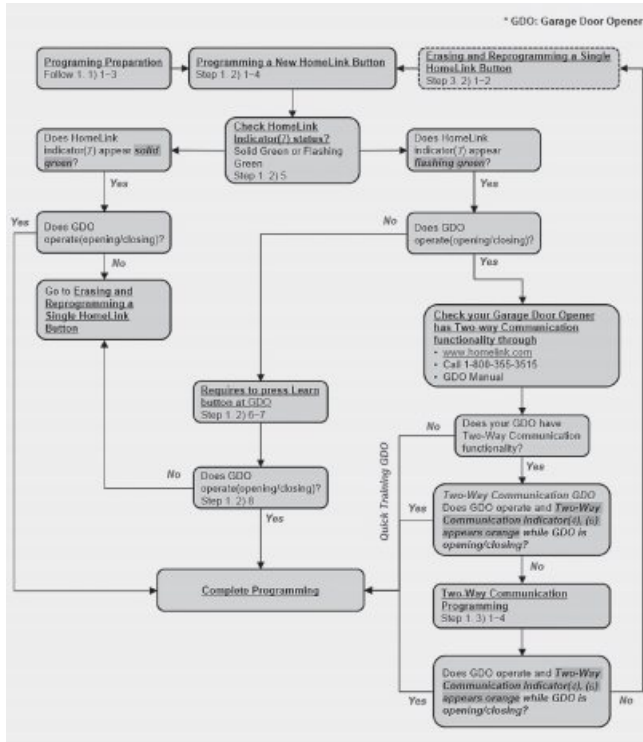 * GDO: Garage Door Opener
Programing Preparation
Follow 1. 1) 1~3
Programming a New HomeLink Button
Step 1. 2) 1~4
Erasing and Reprogramming a Single
HomeLink Button
Step 3. 2) 1~2
Does HomeLink
indicator(7) appear solid
green?
Check HomeLink
Indicator(7) status?
Solid Green or Flashing
Green
Step 1. 2) 5
Does HomeLink
indicator(7) appear
flashing green?
Yes
Yes
Yes
Does GDO
operate(opening/closing)?
No
Does GDO
operate(opening/closing)?
No
Yes
Go to Erasing and
Reprogramming a
Single HomeLink
Button
Check your Garage Door Opener
has Two-way Communication
functionality through
• www.homelink.com
• Call 1-800-355-3515
• GDO Manual
Requires to press Learn
button at GDO
Step 1. 2) 6~7
No
Does your GDO have
Two-Way Communication
functionality?
Yes
No
Does GDO
operate(opening/closing)?
Step 1. 2) 8
Yes
Quick Training GDO
Yes
Two-Way Communication GDO
Does GDO operate and Two-Way
Communication Indicator(4), (6)
appears orange while GDO is
opening/closing?
No
Complete Programming
Two-Way Communication
Programming
Step 1. 3) 1~4
Yes
Does GDO operate and Two-Way
Communication Indicator(4), (6)
appears orange while GDO is
opening/closing?
No